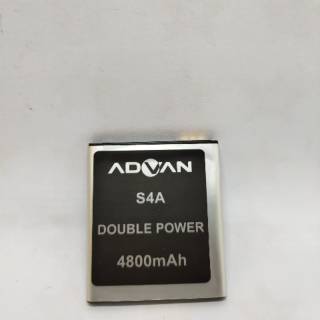 ADVAN
S4A
DOUBLE POWER
4800mAh